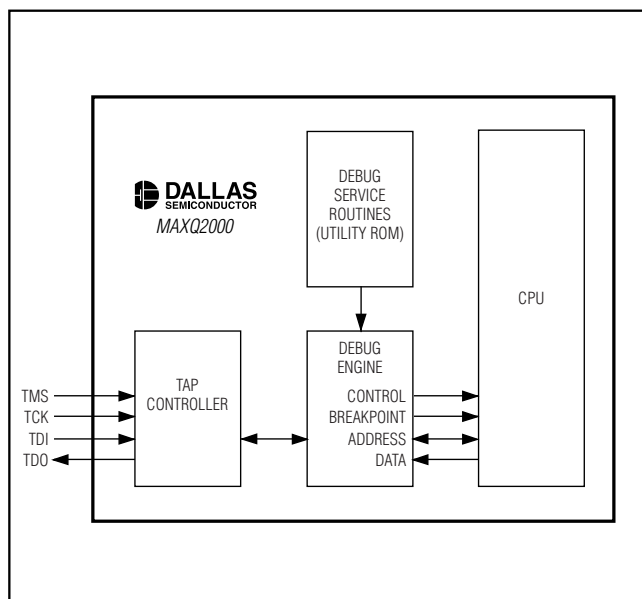 DALLAS
SEMICONDUCTOR
MAXQ2000
DEBUG
SERVICE
ROUTINES
(UTILITY ROM)
CPU
TAP
CONTROLLER
DEBUG
ENGINE
CONTROL
BREAKPOINT
ADDRESS
DATA
TMS
TCK
TDI
TDO